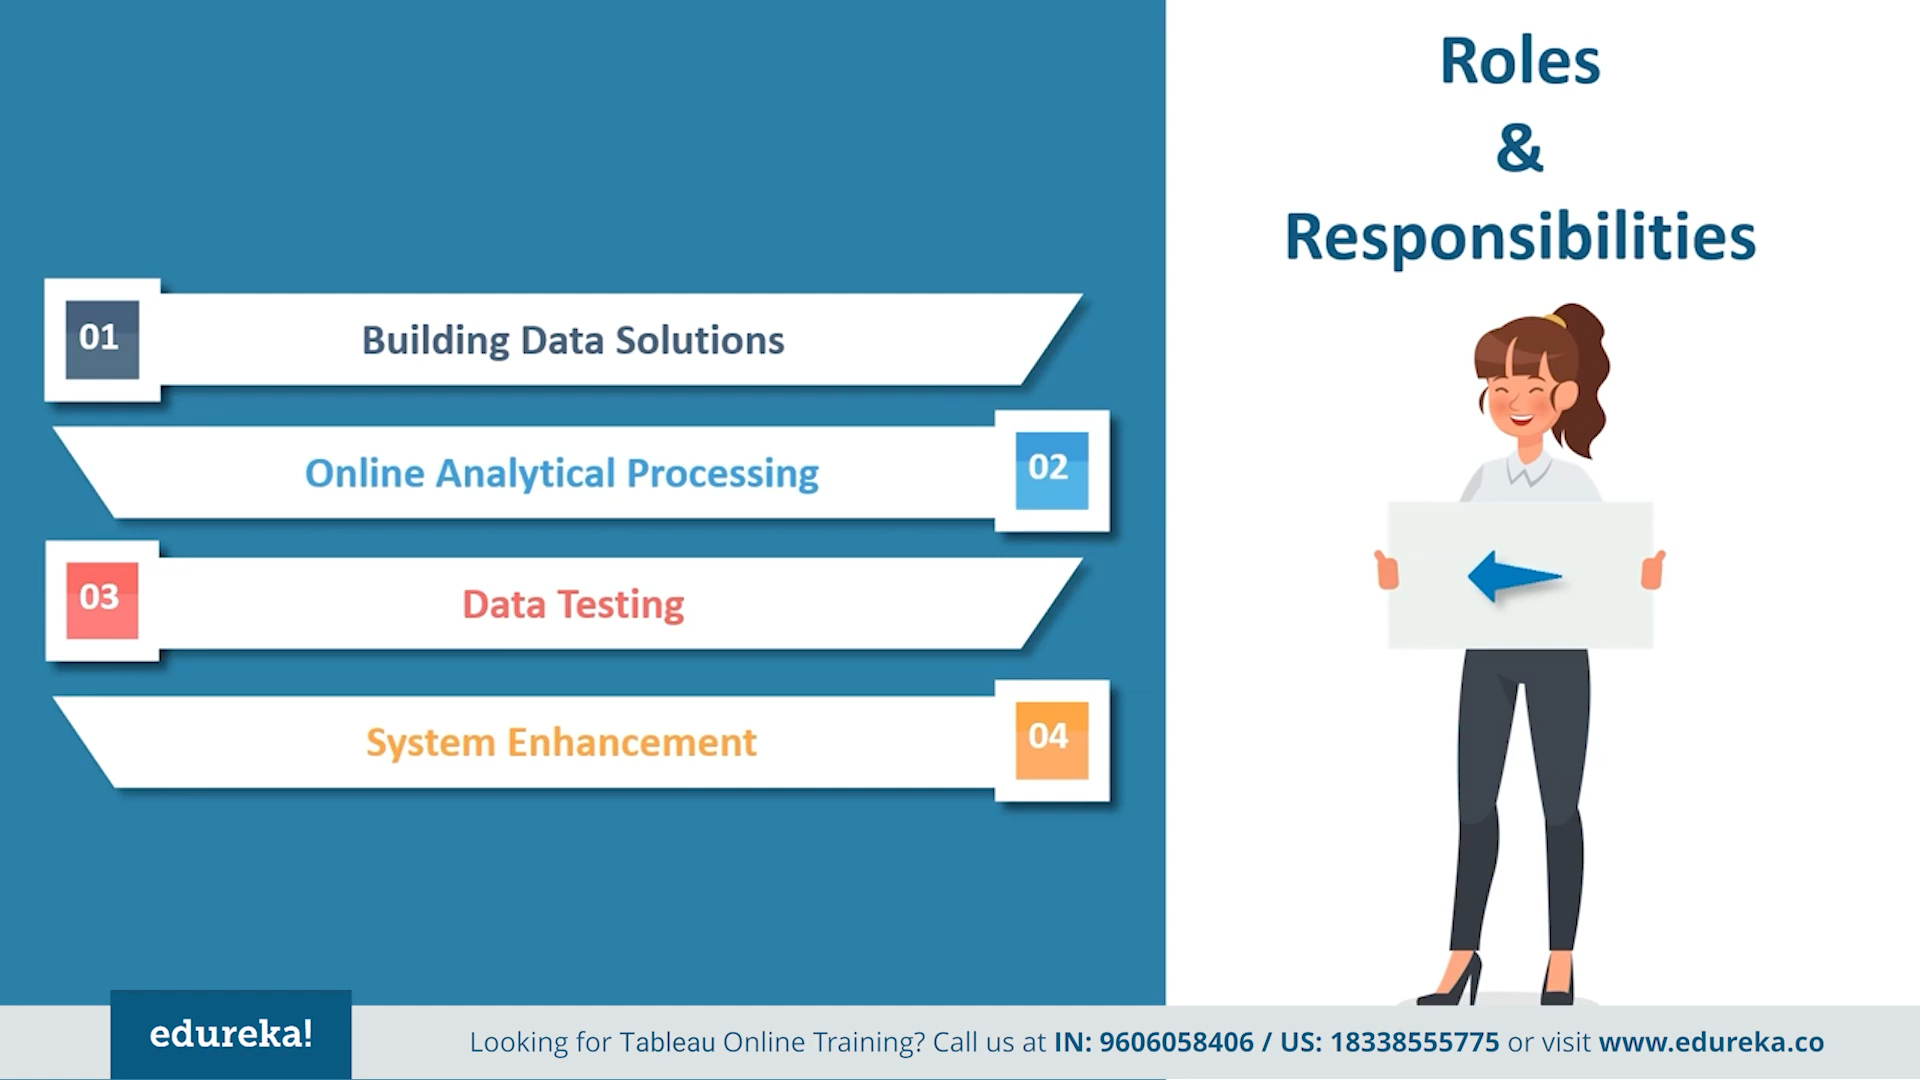 Roles
&
Responsibilities
01
Building Data Solutions
Online Analytical Processing
02
03
Data Testing
System Enhancement
04
edureka!
Looking for Tableau Online Training? Call us at IN: 9606058406 / US: 18338555775 or visit www.edureka.co